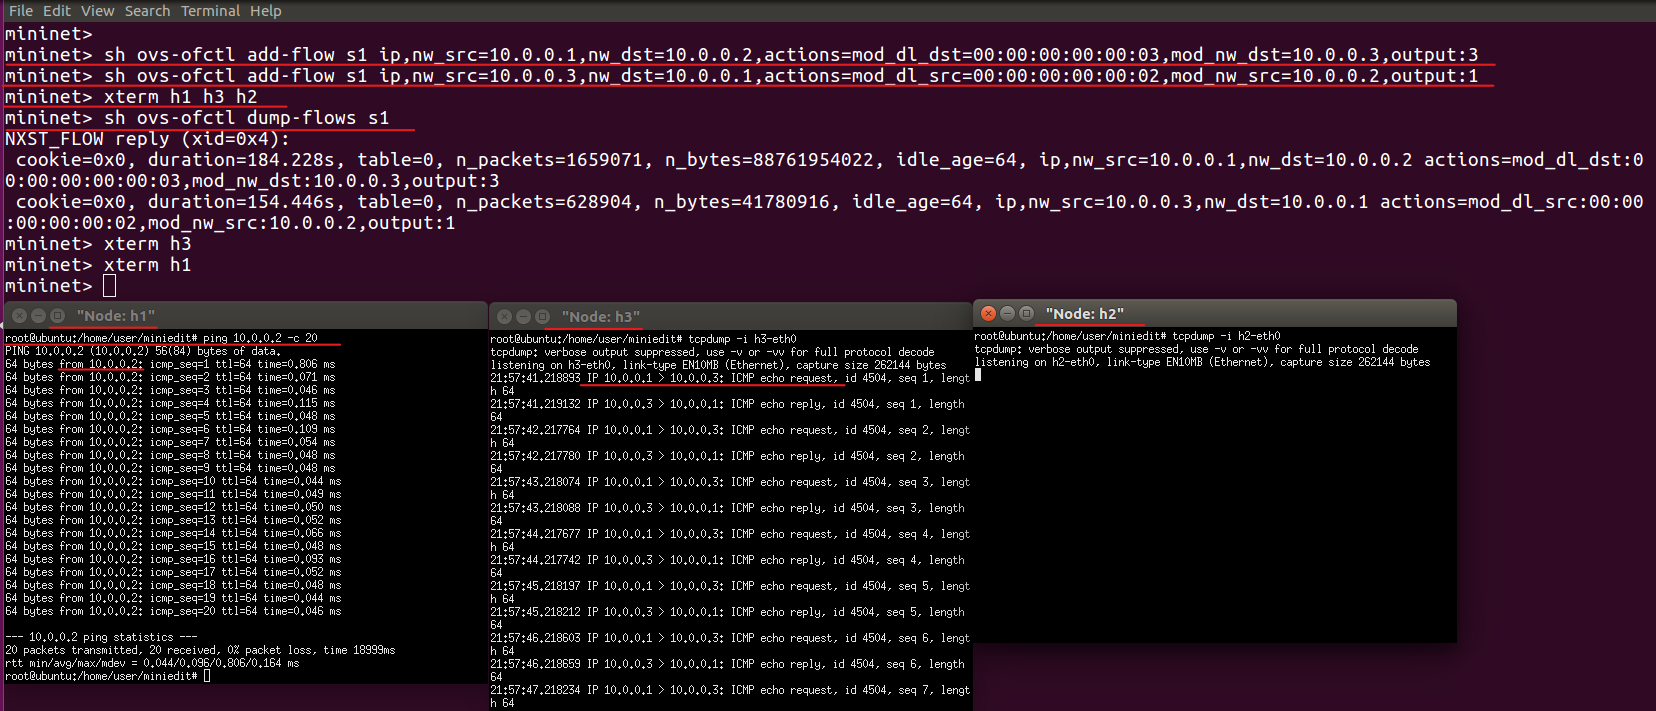 File Edit View Search Terminal Help
mininet>
mininet> sh ovs-ofctl add-flow s1 ip,nw_src=10.0.0.1,nw_dst=10.0.0.2,actions=mod_dl_dst=00:00:00:00:00:03,mod_nw_dst=10.0.0.3,output:3
mininet> sh ovs-ofctl add-flow s1 ip,nw_src=10.0.0.3,nw_dst=10.0.0.1,actions=mod_dl_src=00:00:00:00:00:02,mod_nw_src=10.0.0.2,output:1
mininet> xterm h1 h3 h2
mininet> sh ovs-ofctl dump-flows s1
NXST_FLOW reply (xid=0x4):
 cookie=0x0, duration=184.228s, table=0, n_packets=1659071, n_bytes=88761954022, idle_age=64, ip,nw_src=10.0.0.1,nw_dst=10.0.0.2 actions=mod_dl_dst:0
0:00:00:00:00:03,mod_nw_dst:10.0.0.3,output:3
 cookie=0x0, duration=154.446s, table=0, n_packets=628904, n_bytes=41780916, idle_age=64, ip,nw_src=10.0.0.3,nw_dst=10.0.0.1 actions=mod_dl_src:00:00
:00:00:00:02,mod_nw_src:10.0.0.2,output:1
mininet> xterm h3
mininet> xterm h1
mininet>
"Node: h1"
root@ubuntu:/home/user/miniedit# ping 10.0.0.2 -c 20
PING 10.0.0.2 (10.0.0.2) 56(84) bytes of data.
64 bytes from 10.0.0.2: icmp_seq=1 ttl=64 time=0.806 ms
64 bytes from 10.0.0.2: icmp_seq=2 ttl=64 time=0.071 ms
64 bytes from 10.0.0.2: icmp_seq=3 ttl=64 time=0.046 ms
64 bytes from 10.0.0.2: icmp_seq=4 ttl=64 time=0.115 ms
64 bytes from 10.0.0.2: icmp_seq=5 ttl=64 time=0.048 ms
64 bytes from 10.0.0.2: icmp_seq=6 ttl=64 time=0.109 ms
64 bytes from 10.0.0.2: icmp_seq=7 ttl=64 time=0.054 ms
64 bytes from 10.0.0.2: icmp_seq=8 ttl=64 time=0.048 ms
64 bytes from 10.0.0.2: icmp_seq=9 ttl=64 time=0.048 ms
64 bytes from 10.0.0.2: icmp_seq=10 ttl=64 time=0.044 ms
64 bytes from 10.0.0.2: icmp_seq=11 ttl=64 time=0.049 ms
64 bytes from 10.0.0.2: icmp_seq=12 ttl=64 time=0.050 ms
64 bytes from 10.0.0.2: icmp_seq=13 ttl=64 time=0.052 ms
64 bytes from 10.0.0.2: icmp_seq=14 ttl=64 time=0.066 ms
64 bytes from 10.0.0.2: icmp_seq=15 ttl=64 time=0.048 ms
64 bytes from 10.0.0.2: icmp_seq=16 ttl=64 time=0.093 ms
64 bytes from 10.0.0.2: icmp_seq=17 ttl=64 time=0.052 ms
64 bytes from 10.0.0.2: icmp_seq=18 ttl=64 time=0.048 ms
64 bytes from 10.0.0.2: icmp_seq=19 ttl=64 time=0.044 ms
64 bytes from 10.0.0.2: icmp_seq=20 ttl=64 time=0.046 ms
--- 10.0.0.2 ping statistics ---
20 packets transmitted, 20 received, 0% packet loss, time 18999ms
rtt min/avg/max/mdev = 0.044/0.096/0.806/0.164 ms
root@ubuntu:/home/user/miniedit#
"Node: h3"
root@ubuntu:/home/user/miniedit# tcpdump -i h3-eth0
tcpdump: verbose output suppressed, use -v or -vv for full protocol decode
listening on h3-eth0, link-type EN10MB (Ethernet), capture size 262144 bytes
21:57:41.218893 IP 10.0.0.1 > 10.0.0.3: ICMP echo request, id 4504, seq 1, lengt
h 64
21:57:41.219132 IP 10.0.0.3 > 10.0.0.1: ICMP echo reply, id 4504, seq 1, length
64
21:57:42.217764 IP 10.0.0.1 > 10.0.0.3: ICMP echo request, id 4504, seq 2, lengt
h 64
21:57:42.217780 IP 10.0.0.3 > 10.0.0.1: ICMP echo reply, id 4504, seq 2, length
64
21:57:43.218074 IP 10.0.0.1 > 10.0.0.3: ICMP echo request, id 4504, seq 3, lengt
h 64
21:57:43.218088 IP 10.0.0.3 > 10.0.0.1: ICMP echo reply, id 4504, seq 3, length
64
21:57:44.217677 IP 10.0.0.1 > 10.0.0.3: ICMP echo request, id 4504, seq 4, lengt
h 64
21:57:44.217742 IP 10.0.0.3 > 10.0.0.1: ICMP echo reply, id 4504, seq 4, length
64
21:57:45.218197 IP 10.0.0.1 > 10.0.0.3: ICMP echo request, id 4504, seq 5, lengt
h 64
21:57:45.218212 IP 10.0.0.3 > 10.0.0.1: ICMP echo reply, id 4504, seq 5, length
64
21:57:46.218603 IP 10.0.0.1 > 10.0.0.3: ICMP echo request, id 4504, seq 6, lengt
h 64
21:57:46.218659 IP 10.0.0.3 > 10.0.0.1: ICMP echo reply, id 4504, seq 6, length
64
21:57:47.218234 IP 10.0.0.1 > 10.0.0.3: ICMP echo request, id 4504, seq 7, lengt
h 64
"Node: h2"
root@ubuntu:/home/user/miniedit# tcpdump -i h2-eth0
tcpdump: verbose output suppressed, use -v or -vv for full protocol decode
listening on h2-eth0, link-type EN10MB (Ethernet), capture size 262144 bytes